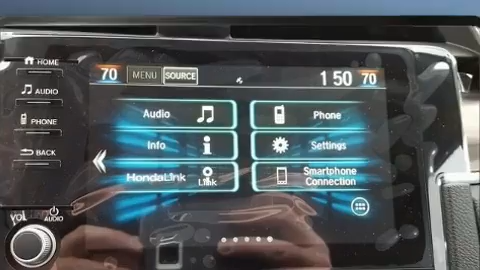 HOME
70 MENU SOURCE 1 50 70
AUDIO
Audio
Phone
PHONE
Info
Settings
BACK
HondaLink
Link
Smartphone
Connection
VOL
AUDIO